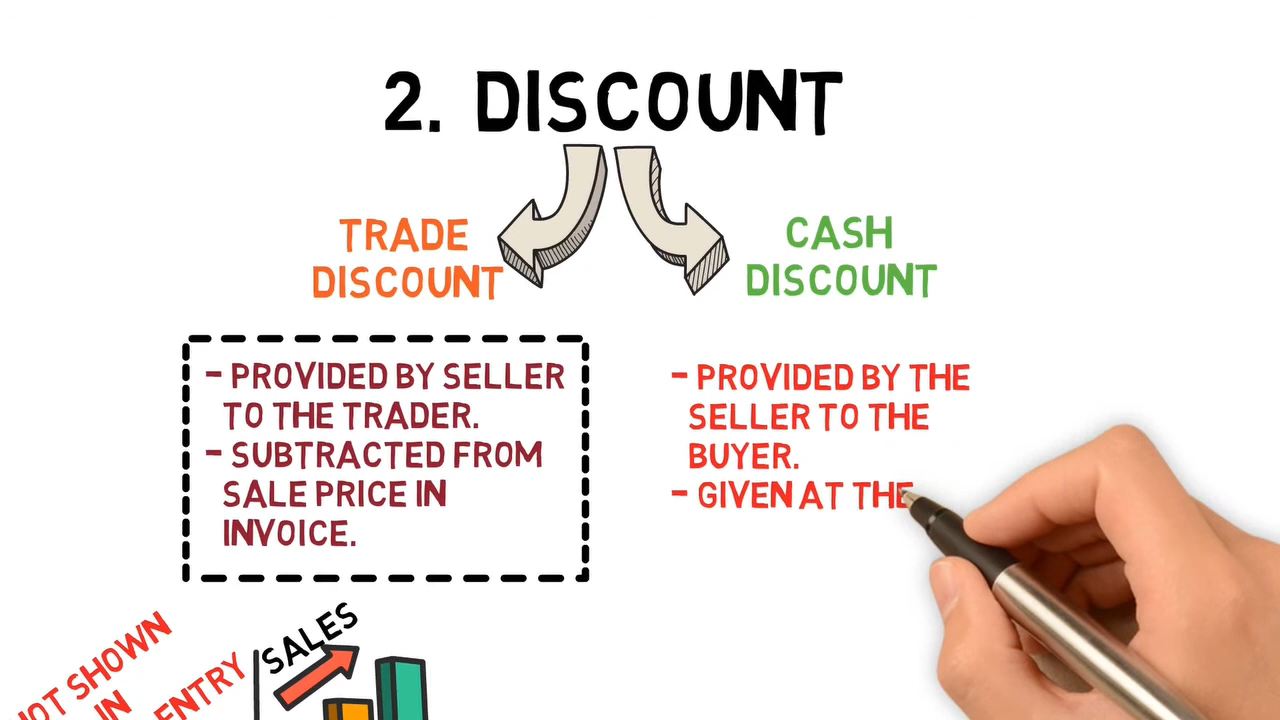 2. DISCOUNT
TRADE
DISCOUNT
- PROVIDED BY SELLER
TO THE TRADER.
- SUBTRACTED FROM
SALE PRICE IN
INVOICE.
CASH
DISCOUNT
- PROVIDED BY THE
SELLER TO THE
BUYER.
- GIVEN AT THE
SHOWN
IN
ENTRY
SALES